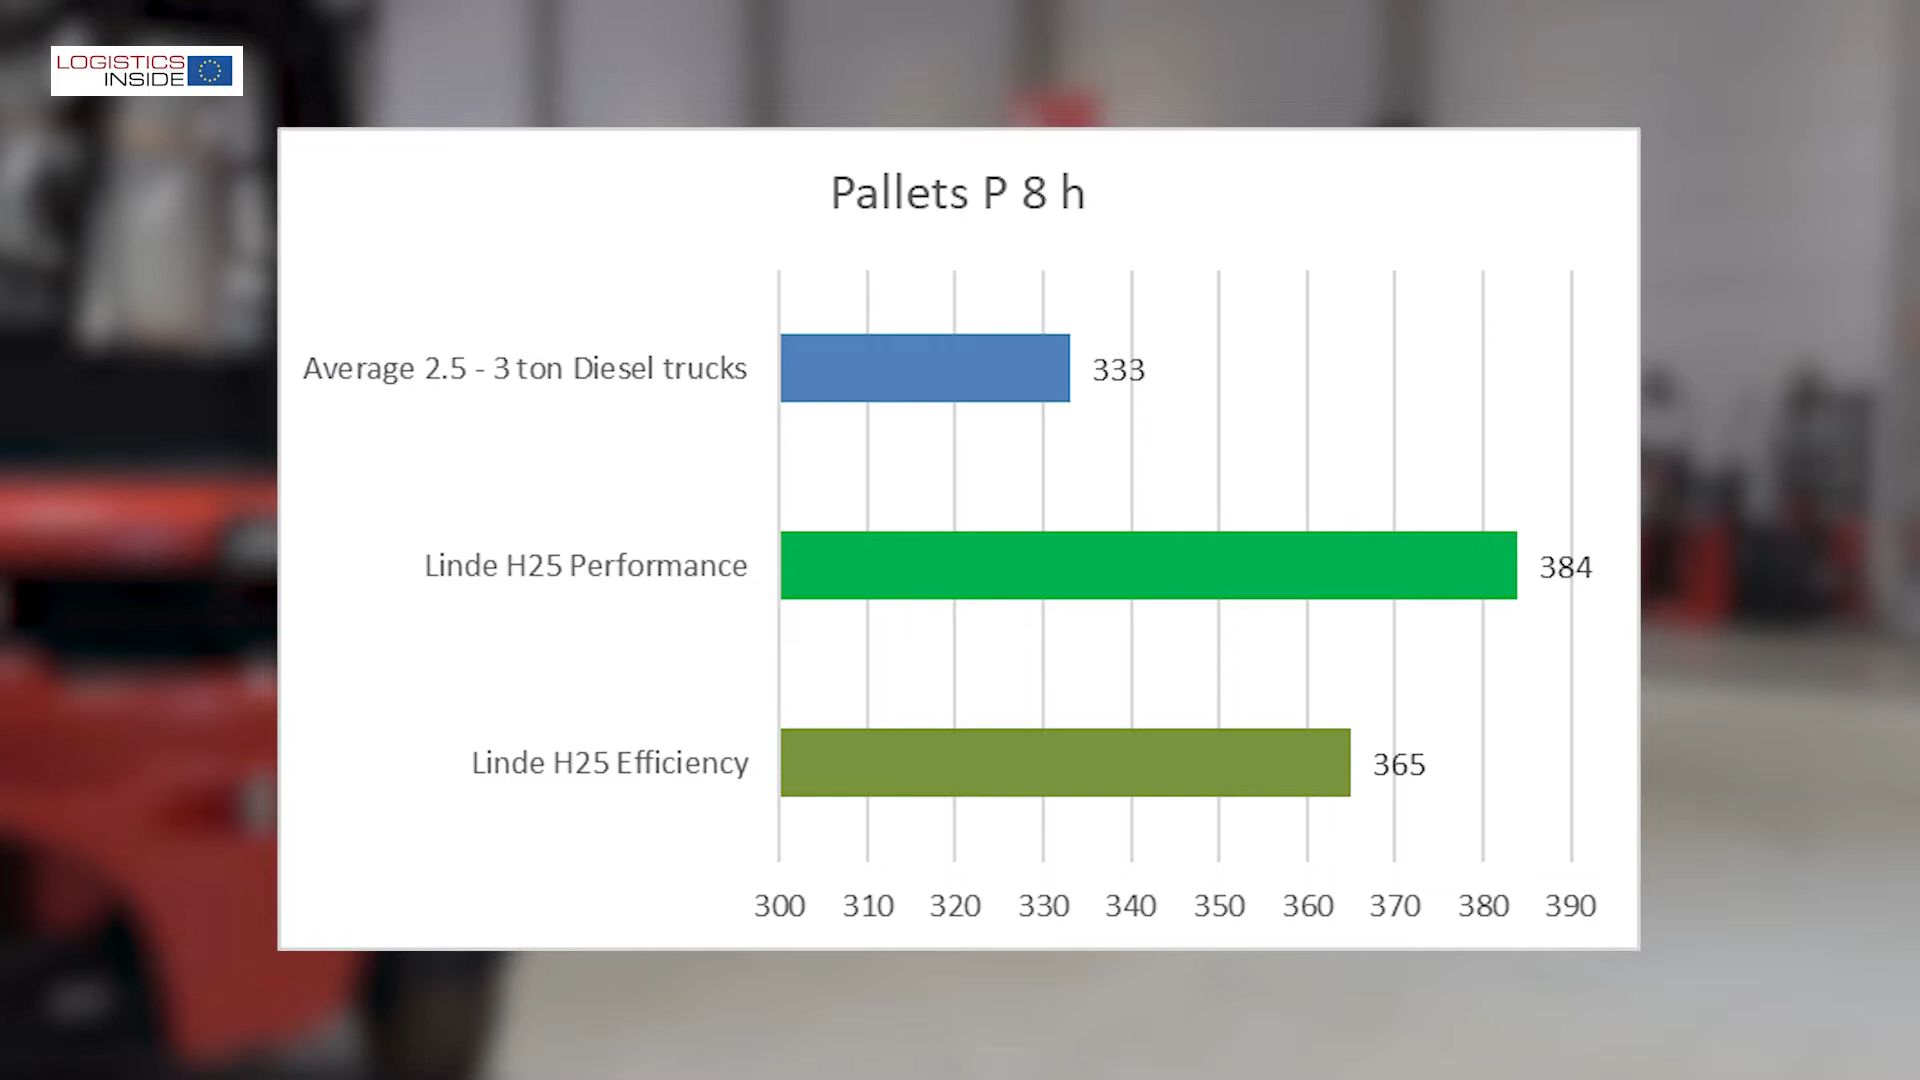 LOGISTICS
INSIDE
Pallets P 8 h
Average 2.5 - 3 ton Diesel trucks
333
Linde H25 Performance
384
Linde H25 Efficiency
365
300 310 320 330 340 350 360 370 380 390